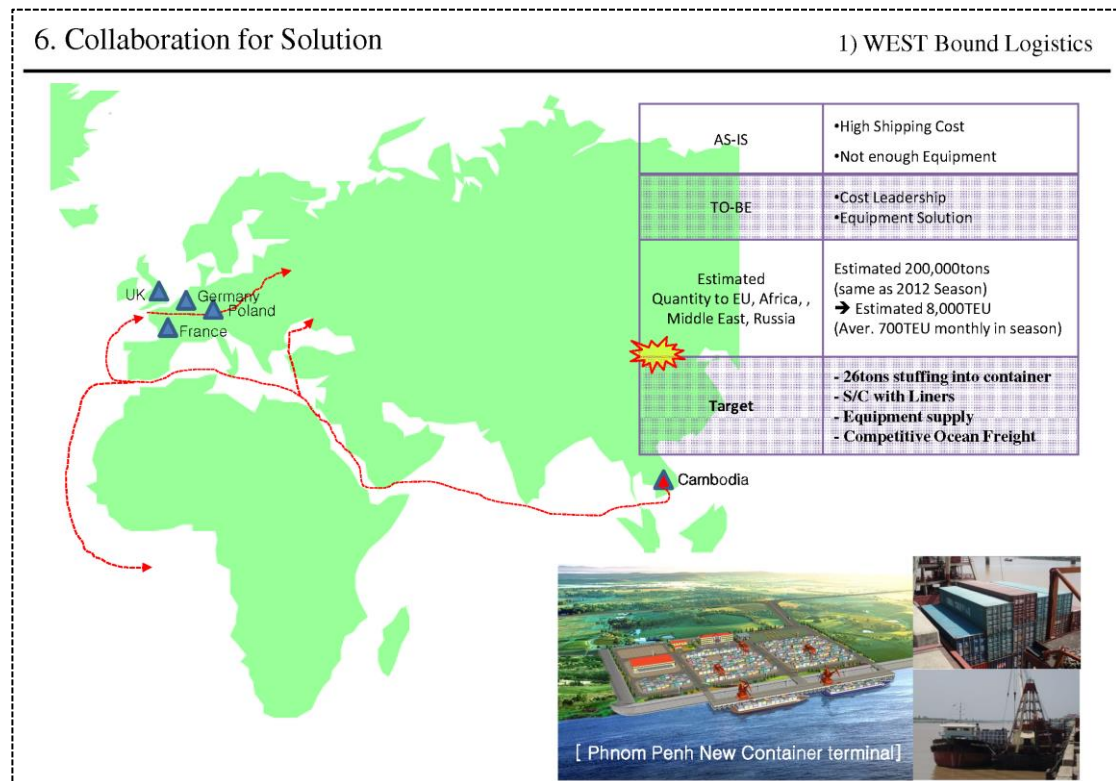 6. Collaboration for Solution
1) WEST Bound Logistics
AS-IS
•High Shipping Cost
•Not enough Equipment
TO-BE
•Cost Leadership
•Equipment Solution
Estimated
Quantity to EU, Africa, ,
Middle East, Russia
Estimated 200,000tons
(same as 2012 Season)
➔ Estimated 8,000TEU
(Aver. 700TEU monthly in season)
Target
- 26tons stuffing into container
- S/C with Liners
- Equipment supply
- Competitive Ocean Freight
UK
Germany
Poland
France
Cambodia
[ Phnom Penh New Container terminal]